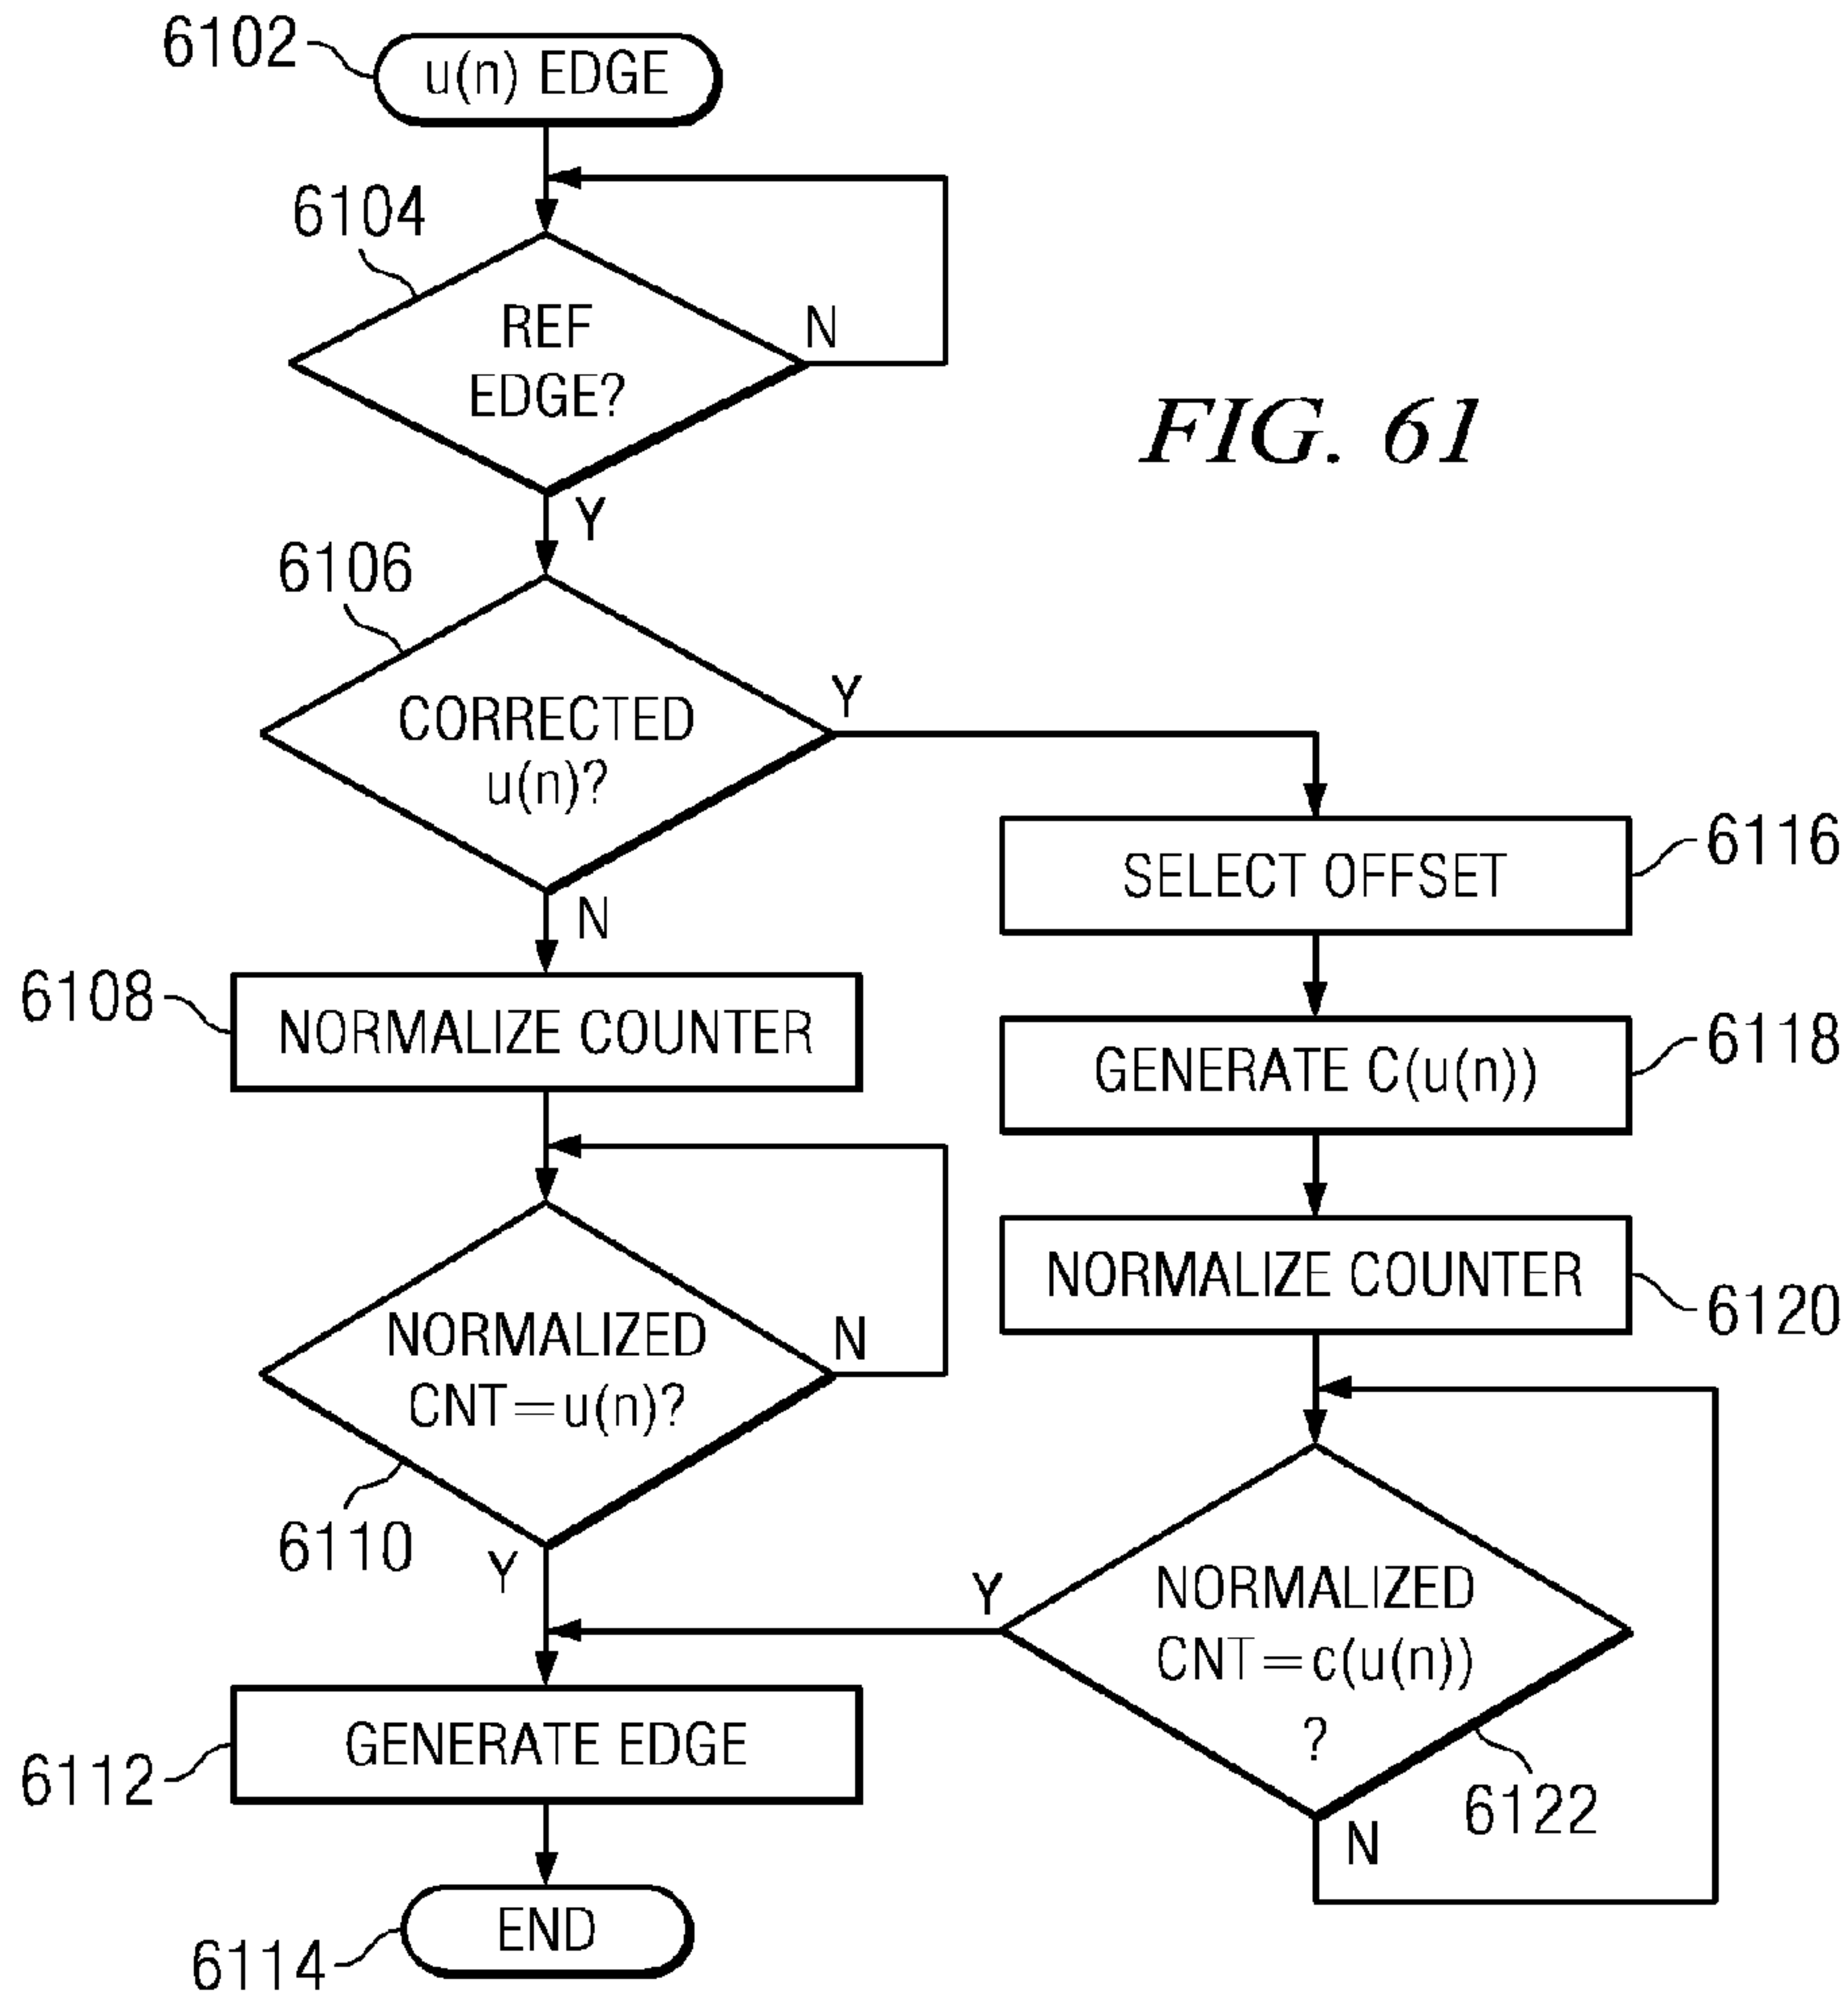 6102
u(n) EDGE
6104
REF
EDGE?
N
Y
FIG. 61
6106
CORRECTED
u(n)?
Y
N
6116
SELECT OFFSET
6108
NORMALIZE COUNTER
6118
GENERATE C(u(n))
6120
NORMALIZE COUNTER
NORMALIZED
CNT=u(n)?
N
6110
Y
NORMALIZED
CNT=c(u(n))
?
Y
6122
N
6112
GENERATE EDGE
6114
END